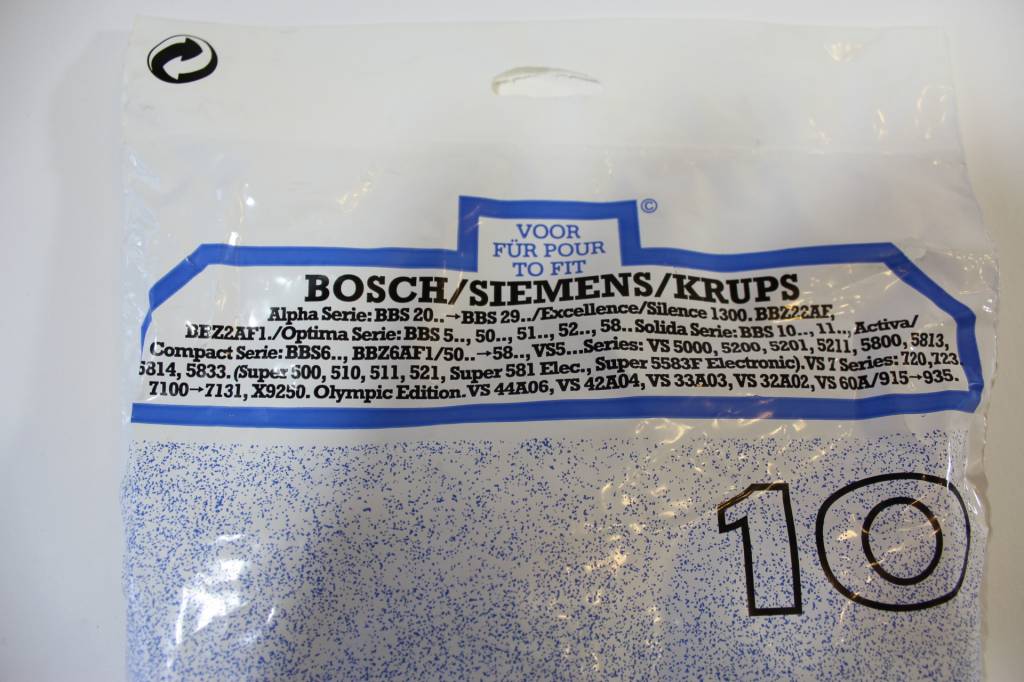 ©
VOOR
FÜR POUR
TO FIT
BOSCH/SIEMENS/KRUPS
Alpha Serie: BBS 20..→BBS 29../Excellence/Silence 1300. BBZ22AF,
BBZ2AF1./Optima Serie: BBS 5.., 50.., 51.., 52.., 58.. Solida Serie: BBS 10.., 11.., Activa/
Compact Serie: BBS6.., BBZ6AF1/50..→58.., VS5...Series: VS 5000, 5200, 5201, 5211, 5800, 5813,
5814, 5833. (Super 500, 510, 511, 521, Super 581 Elec., Super 5583F Electronic). VS 7 Series: 720, 723.
7100→7131, X9250. Olympic Edition. VS 44A06, VS 42A04, VS 33A03, VS 32A02, VS 60A/915→935.
10